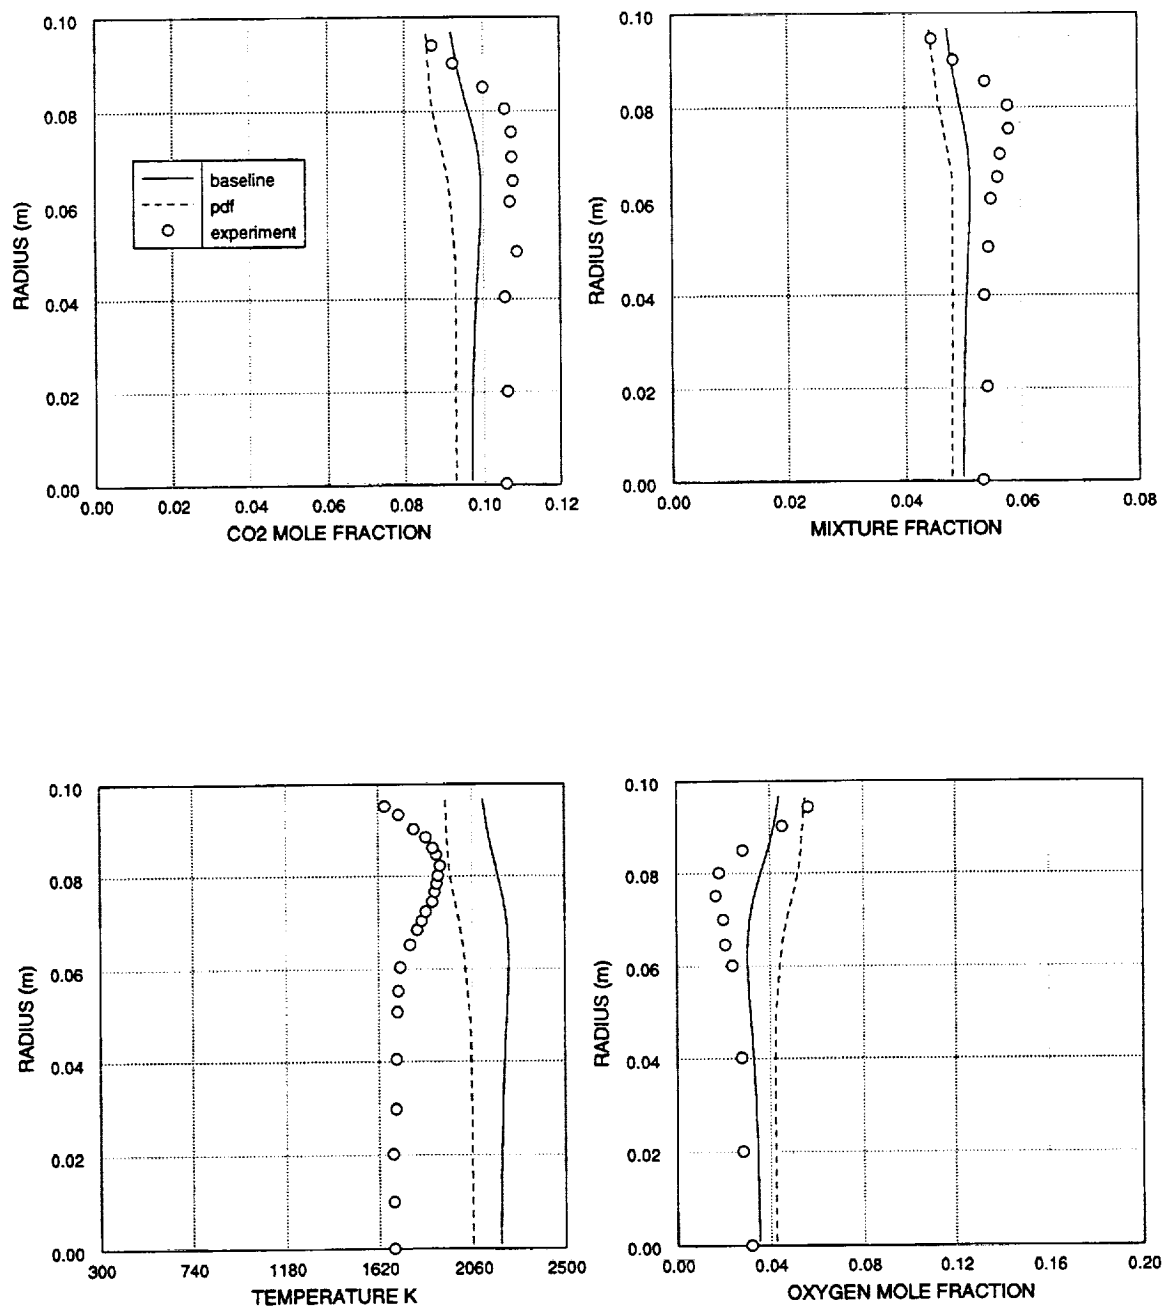 0.10
0.08
0.06
0.04
0.02
0.00
RADIUS (m)
baseline
pdf
experiment
0.00 0.02 0.04 0.06 0.08 0.10 0.12
CO2 MOLE FRACTION
0.10
0.08
0.06
0.04
0.02
0.00
RADIUS (m)
0.00 0.02 0.04 0.06 0.08
MIXTURE FRACTION
0.10
0.08
0.06
0.04
0.02
0.00
RADIUS (m)
300 740 1180 1620 2060 2500
TEMPERATURE K
0.10
0.08
0.06
0.04
0.02
0.00
RADIUS (m)
0.00 0.04 0.08 0.12 0.16 0.20
OXYGEN MOLE FRACTION